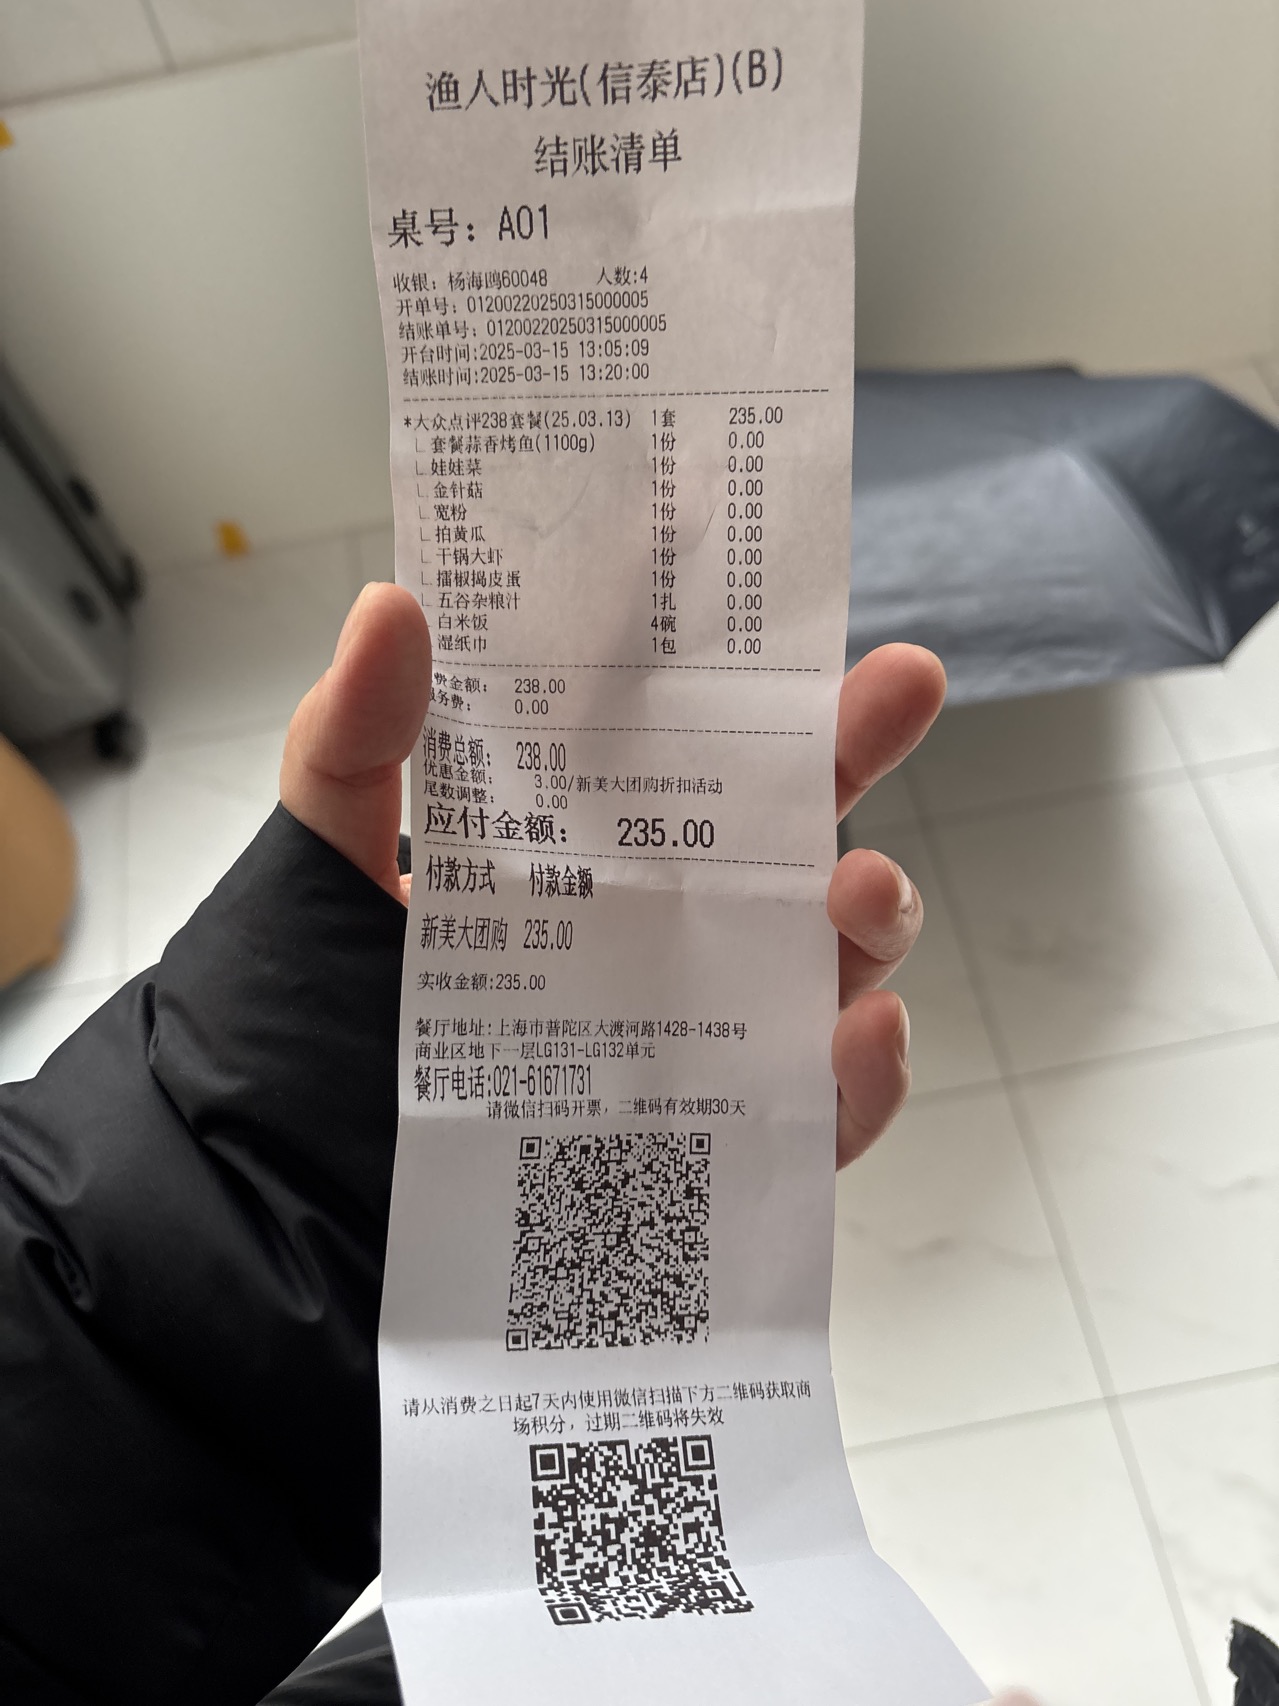 渔人时光(信泰店)(B)
结账清单
桌号: A01
收银: 杨海鸥60048 人数:4
开单号: 01200220250315000005
结账单号: 01200220250315000005
开台时间:2025-03-15 13:05:09
结账时间:2025-03-15 13:20:00
*大众点评238套餐(25.03.13) 1套 235.00
└ 套餐蒜香烤鱼(1100g) 1份 0.00
└ 娃娃菜 1份 0.00
└ 金针菇 1份 0.00
└ 宽粉 1份 0.00
└ 拍黄瓜 1份 0.00
└ 干锅大虾 1份 0.00
└ 擂椒捣皮蛋 1份 0.00
└ 五谷杂粮汁 1扎 0.00
白米饭 4碗 0.00
湿纸巾 1包 0.00
费金额: 238.00
服务费: 0.00
消费总额: 238.00
优惠金额: 3.00/新美大团购折扣活动
尾数调整: 0.00
应付金额: 235.00
付款方式 付款金额
新美大团购 235.00
实收金额:235.00
餐厅地址:上海市普陀区大渡河路1428-1438号
商业区地下一层LG131-LG132单元
餐厅电话:021-61671731
请微信扫码开票, 二维码有效期30天
请从消费之日起7天内使用微信扫描下方二维码获取商
场积分, 过期二维码将失效